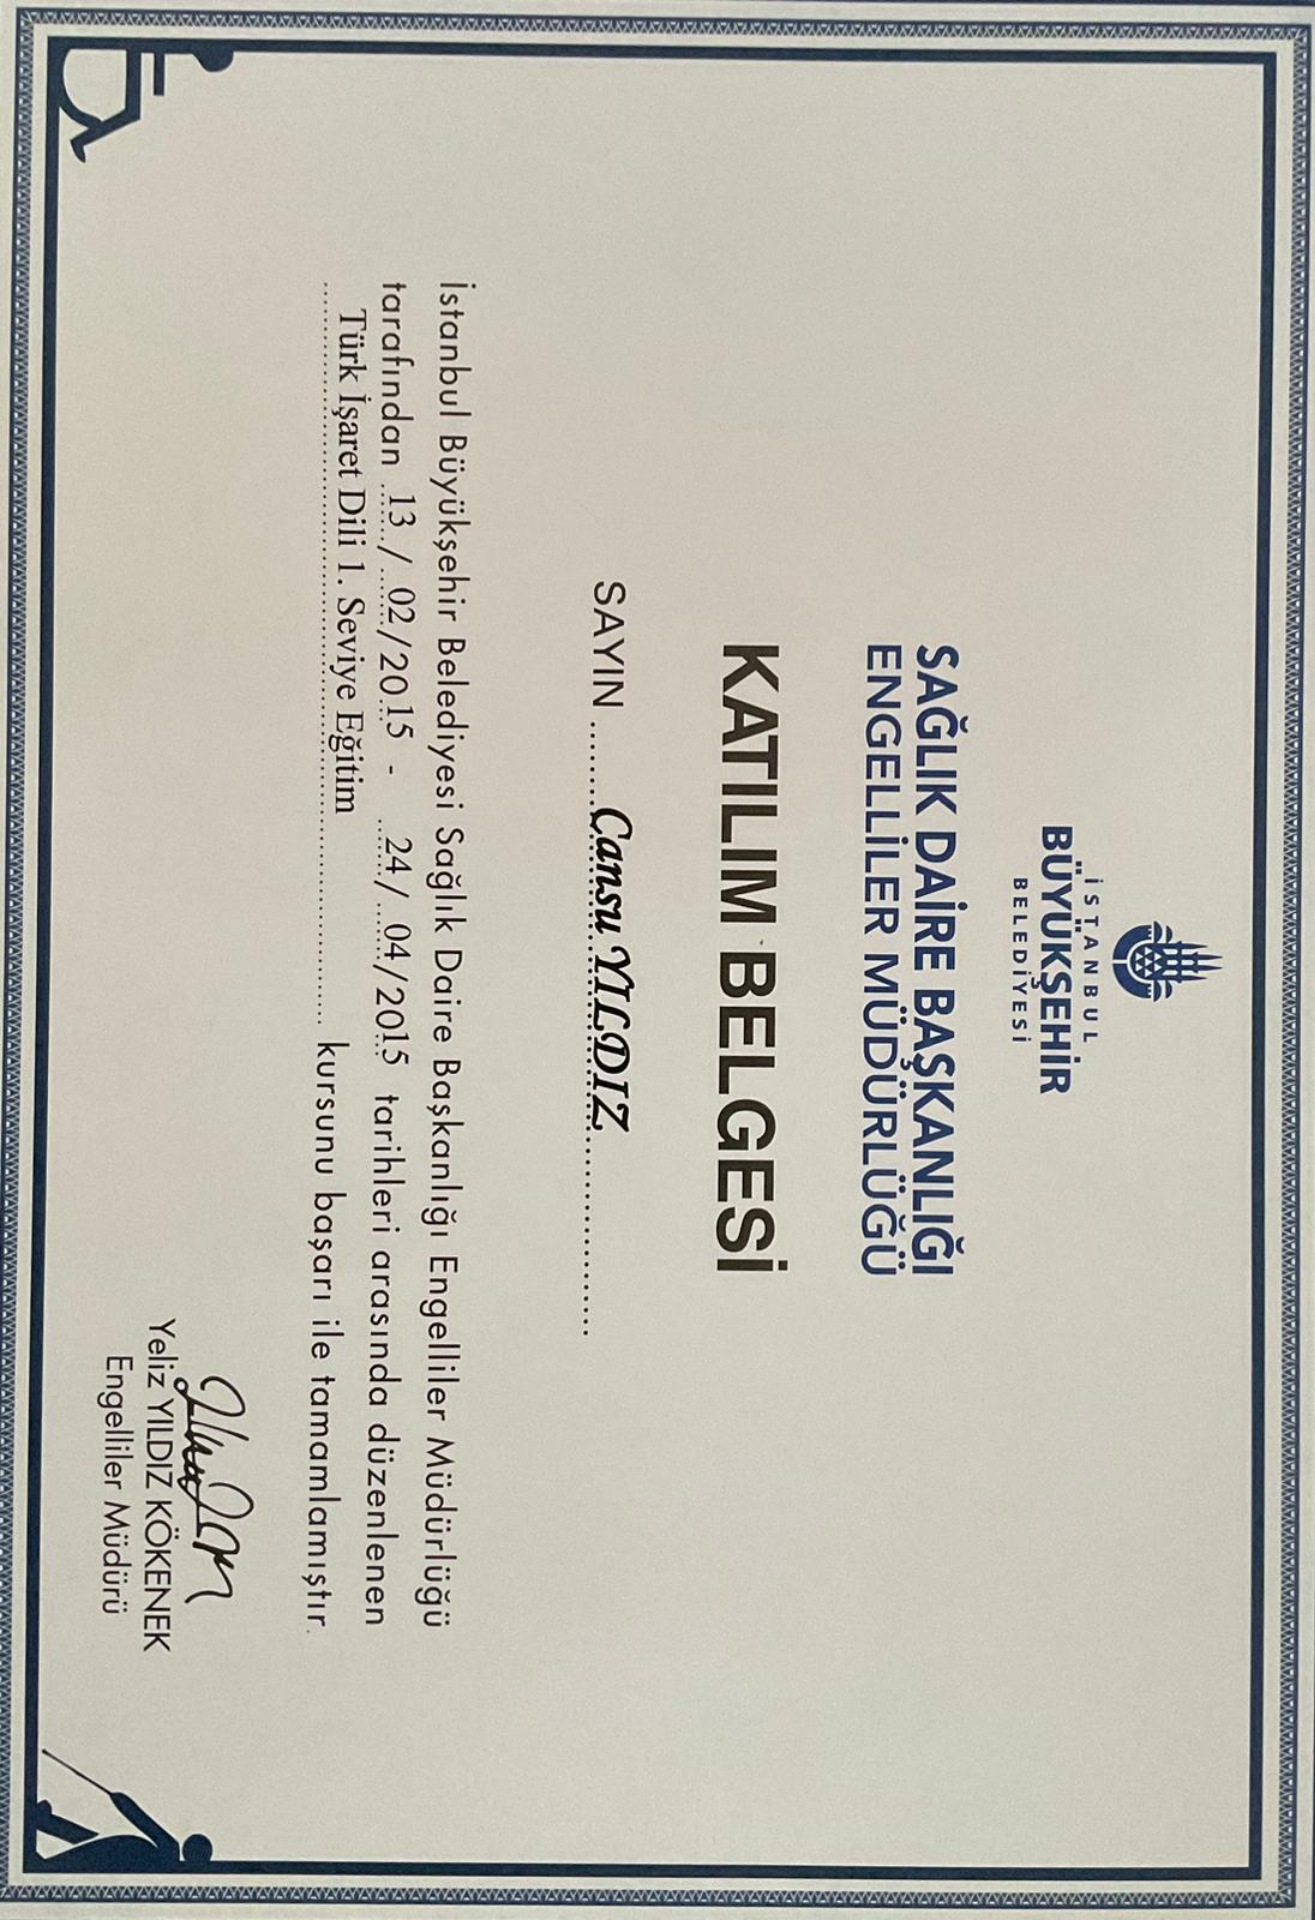 İSTANBUL
BÜYÜKŞEHİR
BELEDİYESİ
SAĞLIK DAİRE BAŞKANLIĞI
ENGELLİLER MÜDÜRLÜĞÜ
KATILIM BELGESİ
SAYIN ....... Cansu YILDIZ ...............
İstanbul Büyükşehir Belediyesi Sağlık Daire Başkanlığı Engelliler Müdürlüğü
tarafından 13 / 02/2015 - 24/ 04/2015 tarihleri arasında düzenlenen
Türk İşaret Dili 1. Seviye Eğitim ............ kursunu başarı ile tamamlamıştır.
Yeliz YILDIZ KÖKENEK
Engelliler Müdürü